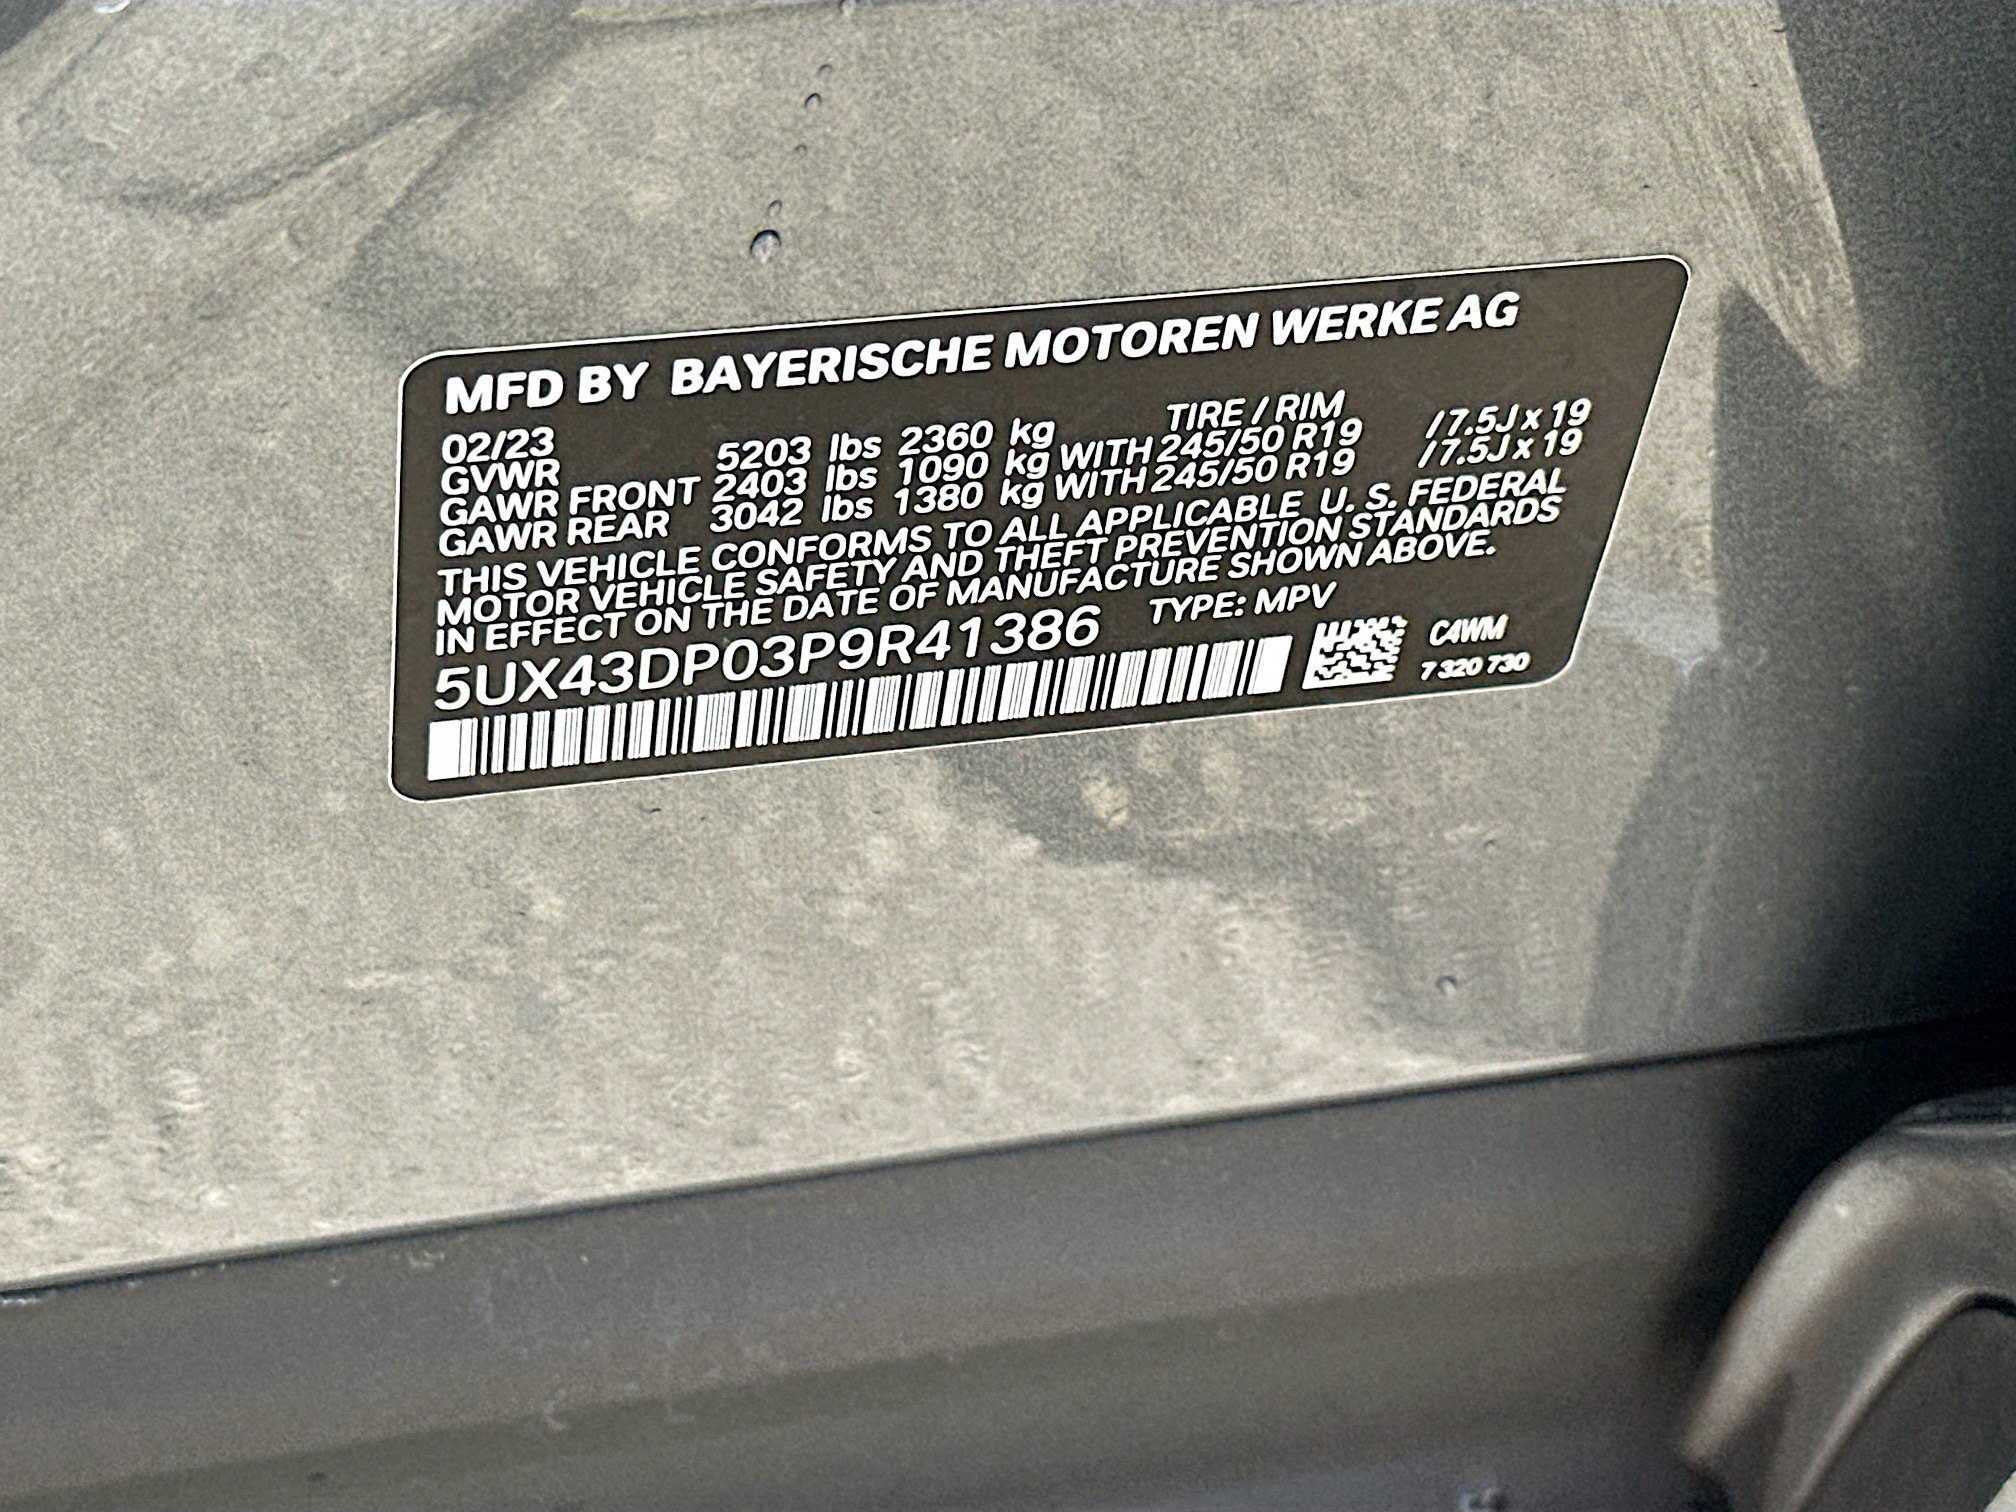 MFD BY BAYERISCHE MOTOREN WERKE AG
02/23 TIRE / RIM
GVWR 5203 lbs 2360 kg
GAWR FRONT 2403 lbs 1090 kg WITH 245/50 R19 /7.5J x 19
GAWR REAR 3042 lbs 1380 kg WITH 245/50 R19 /7.5J x 19
THIS VEHICLE CONFORMS TO ALL APPLICABLE U. S. FEDERAL
MOTOR VEHICLE SAFETY AND THEFT PREVENTION STANDARDS
IN EFFECT ON THE DATE OF MANUFACTURE SHOWN ABOVE.
5UX43DP03P9R41386 TYPE: MPV
C4WM
7 320 730